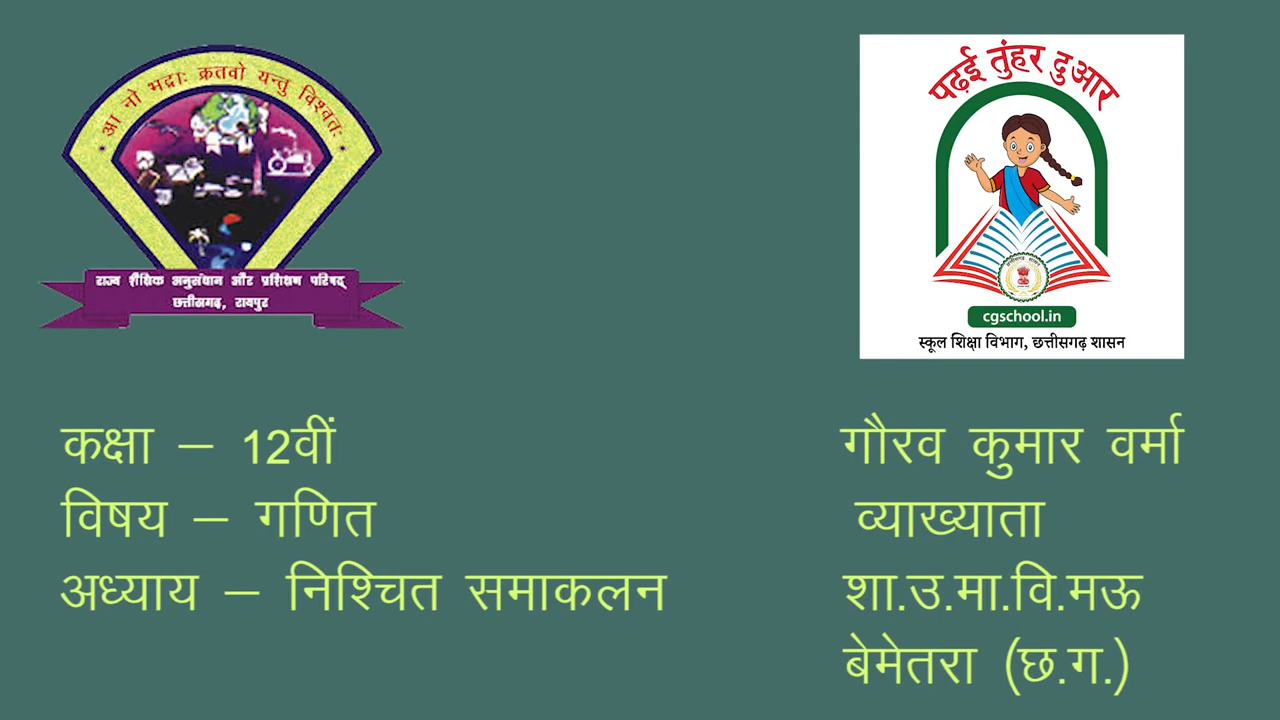 आ नो भद्राः क्रतवो यन्तु विश्वतः
राज्य शैक्षिक अनुसंधान और प्रशिक्षण परिषद्
छत्तीसगढ़, रायपुर
पढ़ई तुंहर दुआर
cgschool.in
स्कूल शिक्षा विभाग, छत्तीसगढ़ शासन
कक्षा – 12वीं
विषय – गणित
अध्याय – निश्चित समाकलन
गौरव कुमार वर्मा
व्याख्याता
शा.उ.मा.वि.मऊ
बेमेतरा (छ.ग.)